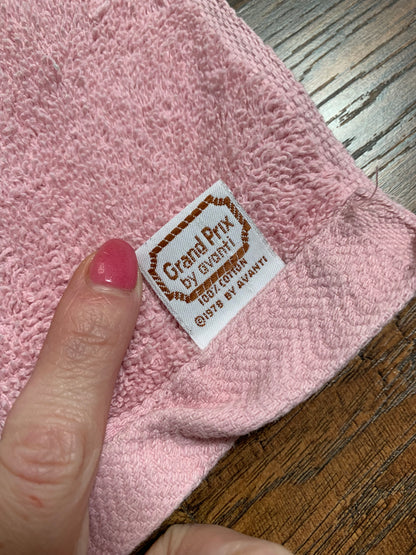 Grand Prix
by avanti
100% COTTON
©1978 BY AVANTI